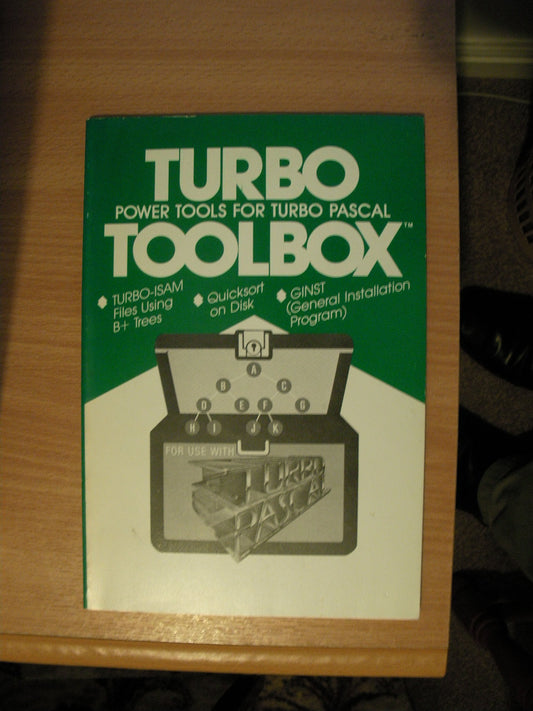 TURBO
POWER TOOLS FOR TURBO PASCAL
TOOLBOX™
TURBO-ISAM
Files Using
B+ Trees
Quicksort
on Disk
GINST
(General Installation
Program)
A
B C
D E F G
H I J K
FOR USE WITH
TURBO
PASCAL